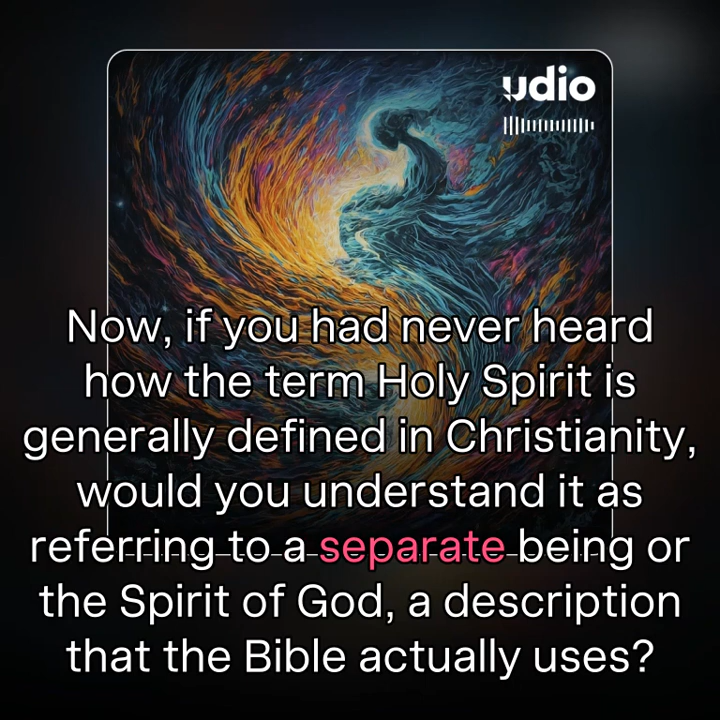 udio
Now, if you had never heard
how the term Holy Spirit is
generally defined in Christianity,
would you understand it as
referring to a separate being or
the Spirit of God, a description
that the Bible actually uses?